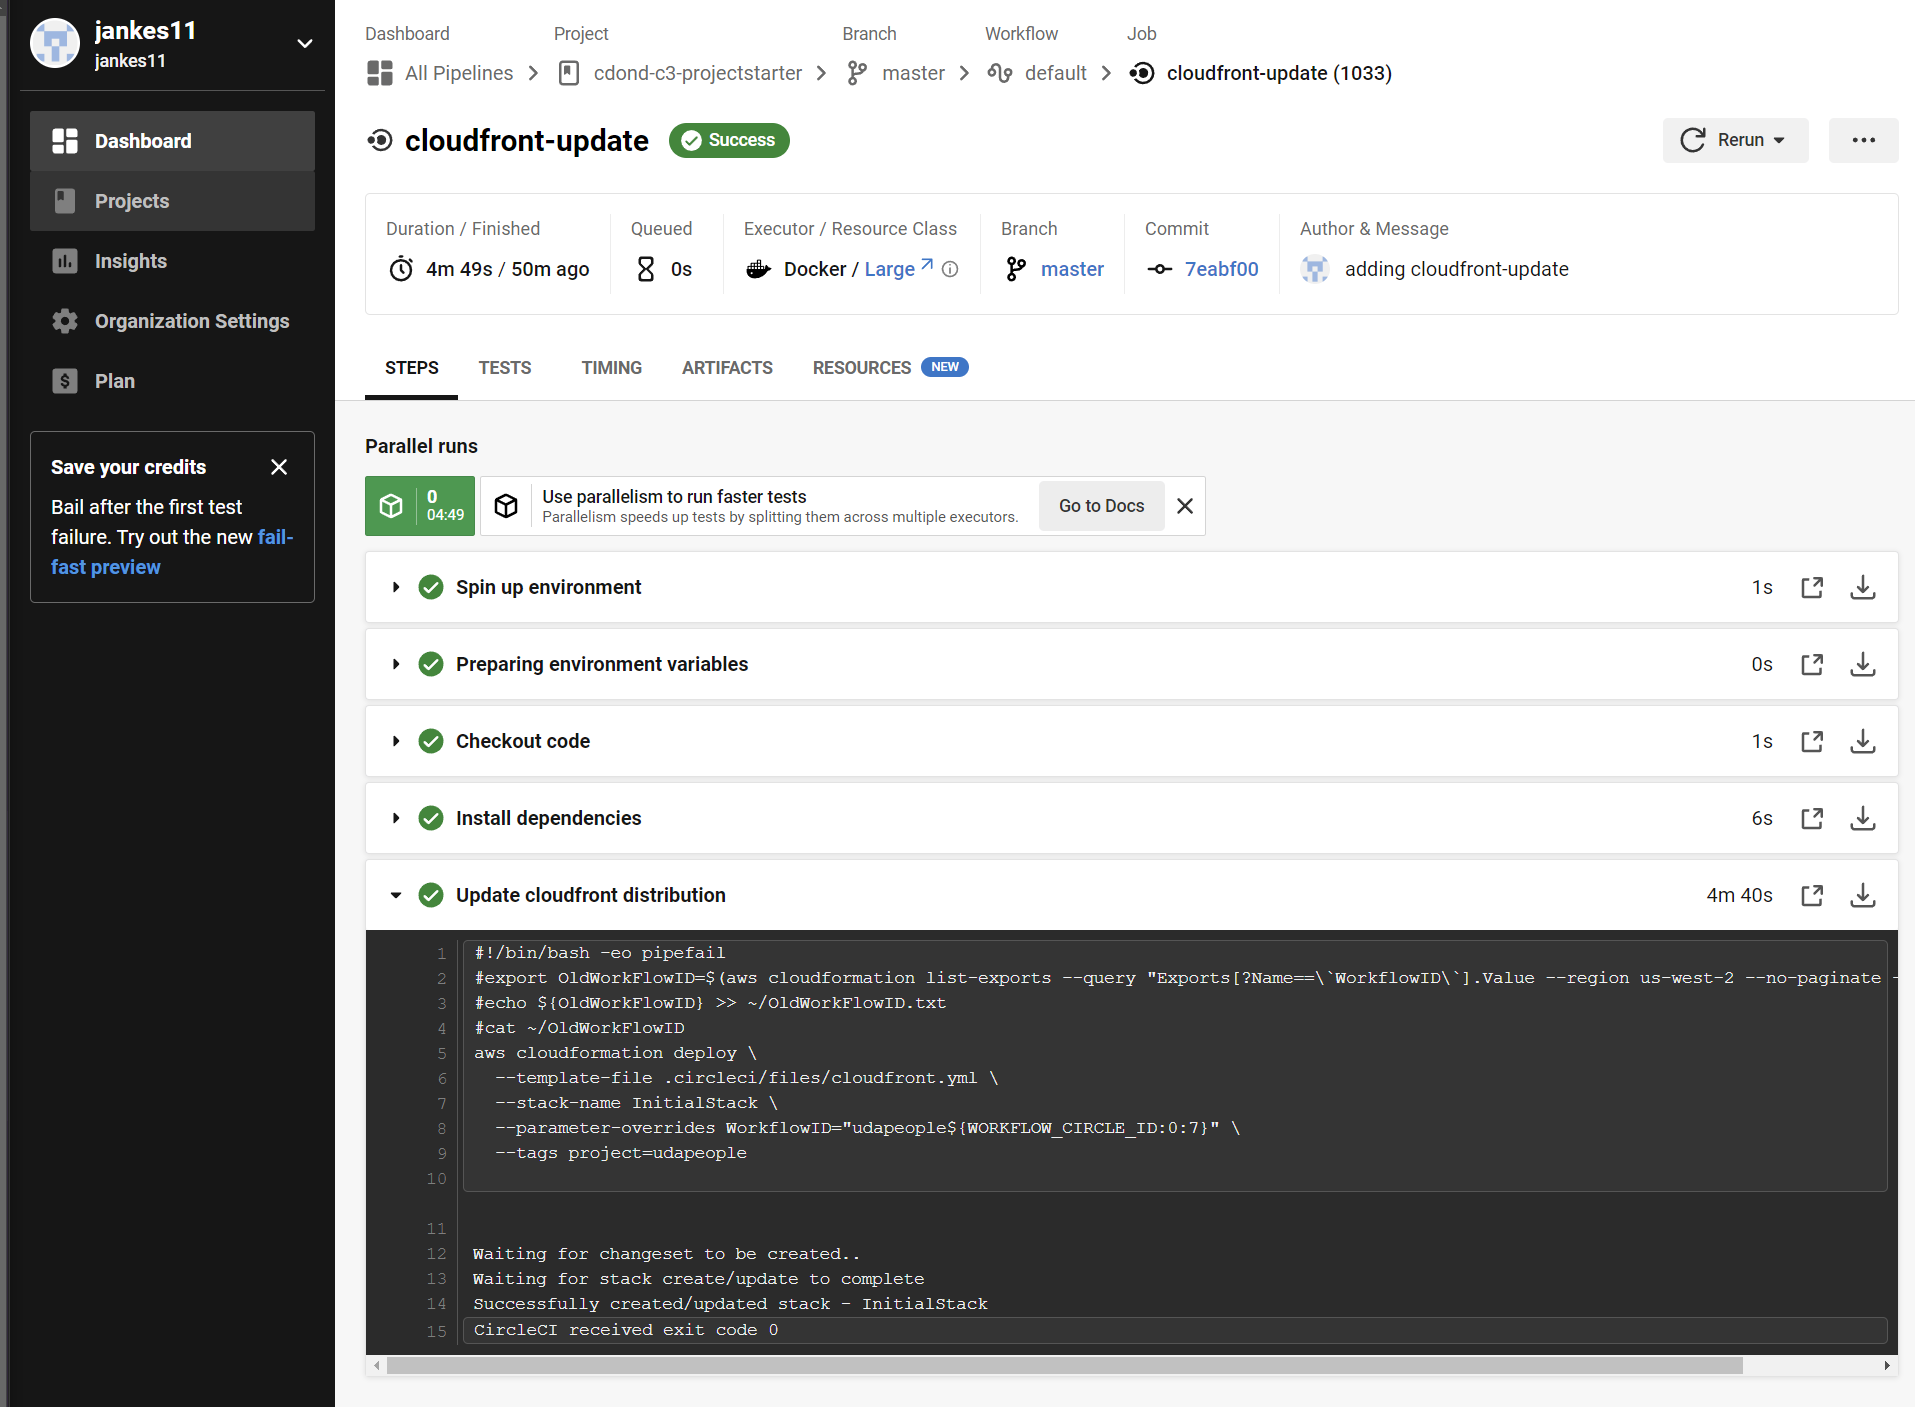 jankes11
jankes11
Dashboard
Projects
Insights
Organization Settings
Plan
Save your credits
Bail after the first test
failure. Try out the new fail-
fast preview
Dashboard Project Branch Workflow Job
All Pipelines cdond-c3-projectstarter master default cloudfront-update (1033)
cloudfront-update Success Rerun
Duration / Finished Queued Executor / Resource Class Branch Commit Author & Message
4m 49s / 50m ago 0s Docker / Large master 7eabf00 adding cloudfront-update
STEPS TESTS TIMING ARTIFACTS RESOURCES NEW
Parallel runs
0
04:49
Use parallelism to run faster tests
Parallelism speeds up tests by splitting them across multiple executors.
Go to Docs
Spin up environment 1s
Preparing environment variables 0s
Checkout code 1s
Install dependencies 6s
Update cloudfront distribution 4m 40s
1 #!/bin/bash -eo pipefail
2 #export OldWorkFlowID=$(aws cloudformation list-exports --query "Exports[?Name==\`WorkflowID\`].Value --region us-west-2 --no-paginate -
3 #echo ${OldWorkFlowID} >> ~/OldWorkFlowID.txt
4 #cat ~/OldWorkFlowID
5 aws cloudformation deploy \
6 --template-file .circleci/files/cloudfront.yml \
7 --stack-name InitialStack \
8 --parameter-overrides WorkflowID="udapeople${WORKFLOW_CIRCLE_ID:0:7}" \
9 --tags project=udapeople
10
11
12 Waiting for changeset to be created..
13 Waiting for stack create/update to complete
14 Successfully created/updated stack - InitialStack
15 CircleCI received exit code 0